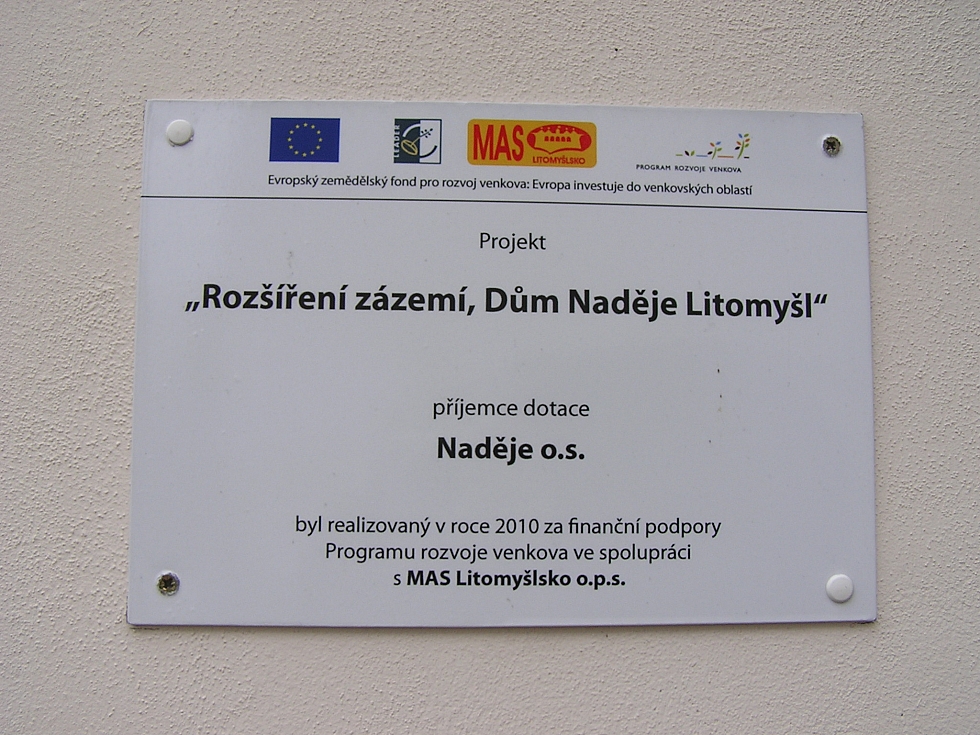 LEADER
MAS
LITOMYŠLSKO
PROGRAM ROZVOJE VENKOVA
Evropský zemědělský fond pro rozvoj venkova: Evropa investuje do venkovských oblastí
Projekt
„Rozšíření zázemí, Dům Naděje Litomyšl“
příjemce dotace
Naděje o.s.
byl realizovaný v roce 2010 za finanční podpory
Programu rozvoje venkova ve spolupráci
s MAS Litomyšlsko o.p.s.